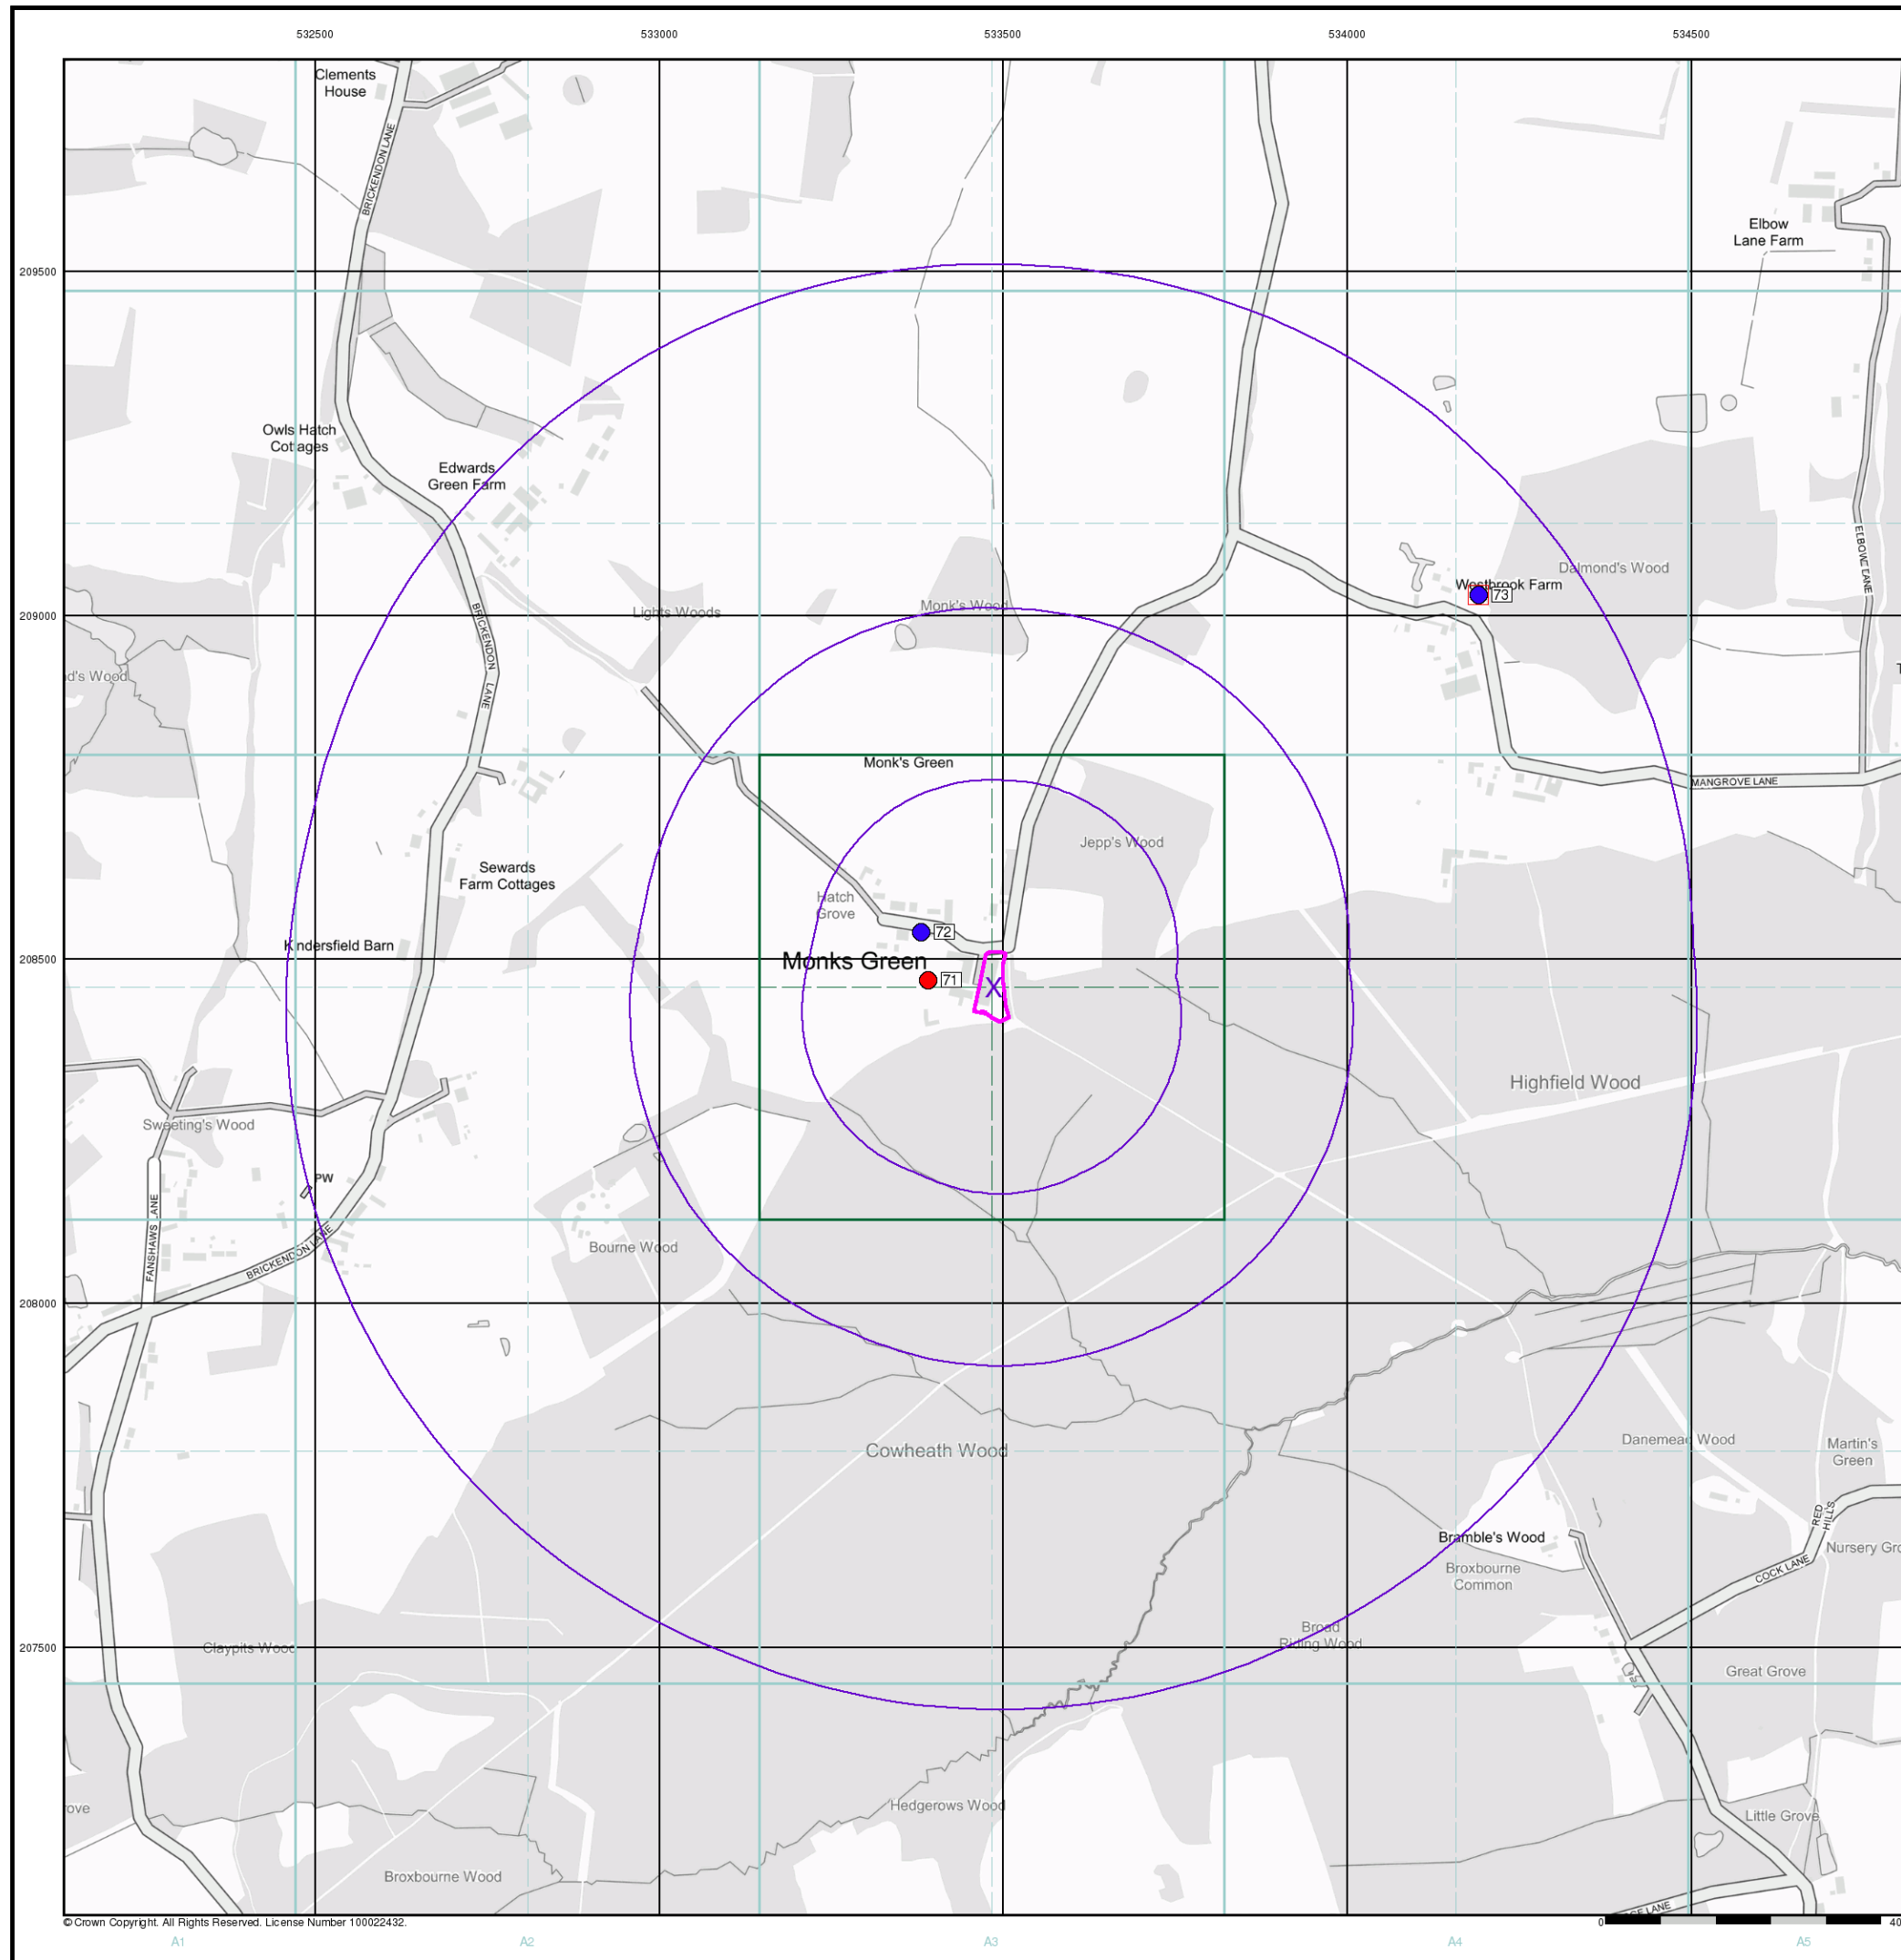 532500
533000
533500
534000
534500
Clements
House
BRICKENDON LANE
Elbow
Lane Farm
209500
Owls Hatch
Cottages
Edwards
Green Farm
ELBOW LANE
Dalmond's Wood
Westbrook Farm
73
Monk's Wood
Lights Woods
209000
BRICKENDON LANE
d's Wood
Monk's Green
MANGROVE LANE
Jepp's Wood
Sewards
Farm Cottages
Hatch
Grove
72
Kindersfield Barn
208500
Monks Green
71
X
Highfield Wood
Sweeting's Wood
PW
FANSHAWS LANE
BRICKENDON LANE
Bourne Wood
208000
Cowheath Wood
Danemead Wood
Martin's
Green
RED
HILLS
Bramble's Wood
Nursery Gro
COCK LANE
Broxbourne
Common
Broad
Riding Wood
207500
Claypits Wood
Great Grove
Hedgerows Wood
rove
Little Grove
Broxbourne Wood
GE LANE
© Crown Copyright. All Rights Reserved. License Number 100022432.
0
40
A1
A2
A3
A4
A5